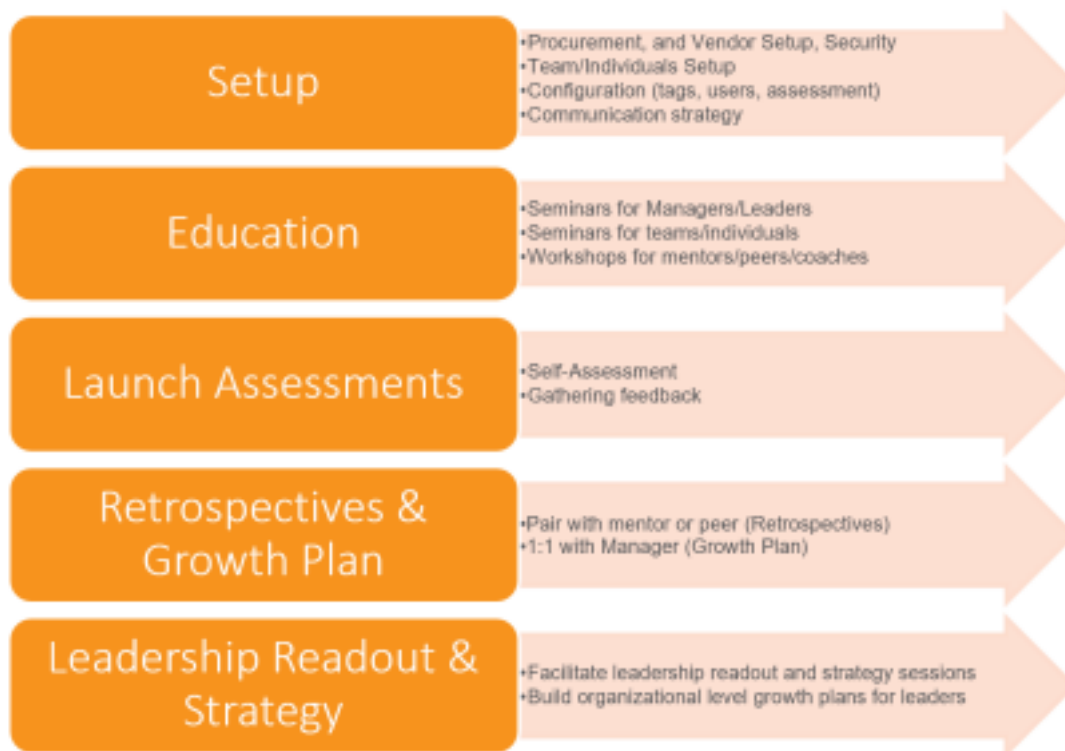 Setup
•Procurement, and Vendor Setup, Security
•Team/Individuals Setup
•Configuration (tags, users, assessment)
•Communication strategy
Education
•Seminars for Managers/Leaders
•Seminars for teams/individuals
•Workshops for mentors/peers/coaches
Launch Assessments
•Self-Assessment
•Gathering feedback
Retrospectives &
Growth Plan
•Pair with mentor or peer (Retrospectives)
•1:1 with Manager (Growth Plan)
Leadership Readout &
Strategy
•Facilitate leadership readout and strategy sessions
•Build organizational level growth plans for leaders